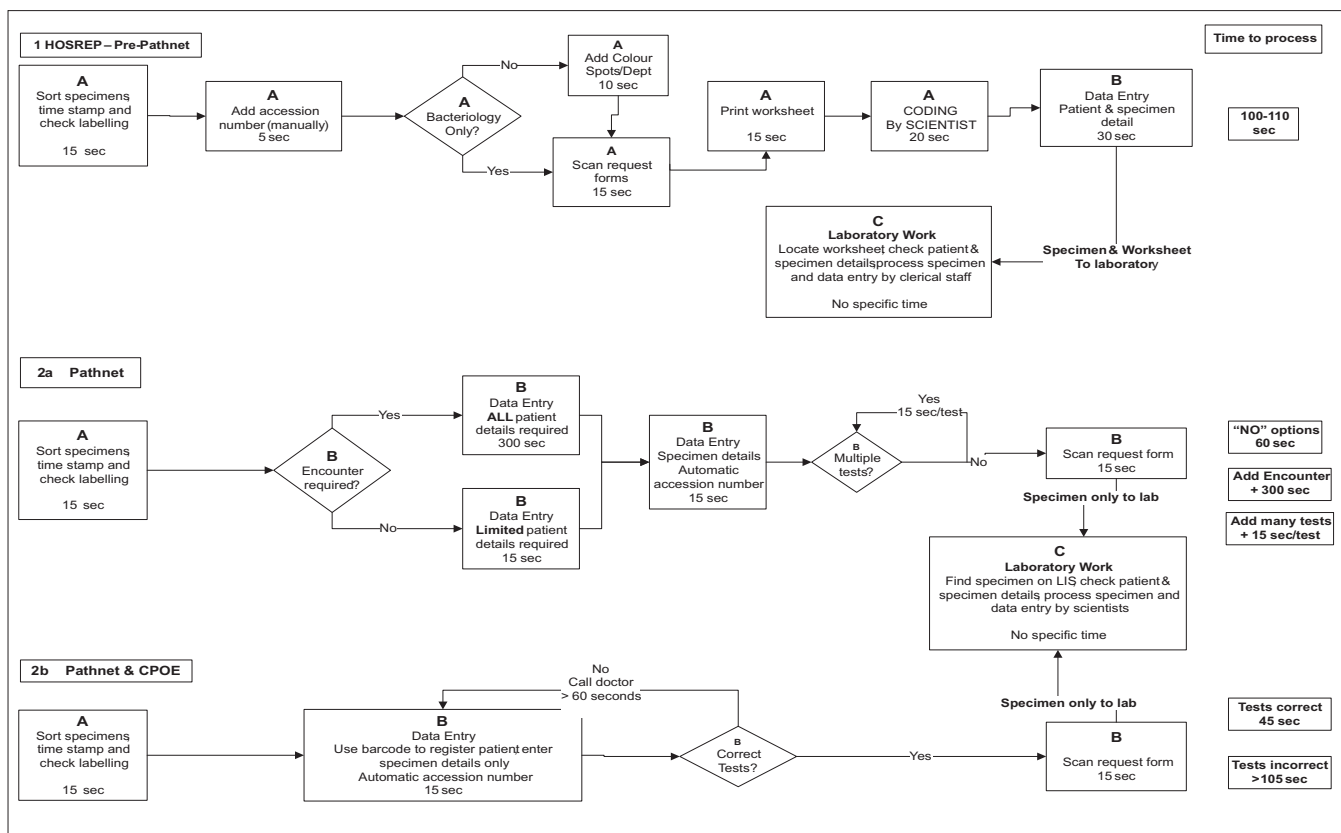 1 HOSREP – Pre-Pathnet
Time to process
A
Sort specimens,
time stamp and
check labelling
15 sec
A
Add accession
number (manually)
5 sec
A
Bacteriology
Only?
No
Yes
A
Add Colour
Spots/Dept
10 sec
A
Scan request
forms
15 sec
A
Print worksheet
15 sec
A
CODING
By SCIENTIST
20 sec
B
Data Entry
Patient & specimen
detail
30 sec
100-110
sec
Specimen & Worksheet
To laboratory
C
Laboratory Work
Locate worksheet, check patient &
specimen details, process specimen
and data entry by clerical staff
No specific time
2a Pathnet
A
Sort specimens,
time stamp and
check labelling
15 sec
B
Encounter
required?
Yes
No
B
Data Entry
ALL patient
details required
300 sec
B
Data Entry
Limited patient
details required
15 sec
B
Data Entry
Specimen details
Automatic
accession number
15 sec
Yes
15 sec/test
B
Multiple
tests?
No
B
Scan request form
15 sec
"NO" options
60 sec
Add Encounter
+ 300 sec
Add many tests
+ 15 sec/test
Specimen only to lab
C
Laboratory Work
Find specimen on LIS, check patient &
specimen details, process specimen and
data entry by scientists
No specific time
2b Pathnet & CPOE
A
Sort specimens,
time stamp and
check labelling
15 sec
No
Call doctor
> 60 seconds
B
Data Entry
Use barcode to register patient, enter
specimen details only
Automatic accession number
15 sec
B
Correct
Tests?
Yes
Specimen only to lab
B
Scan request form
15 sec
Tests correct
45 sec
Tests incorrect
>105 sec